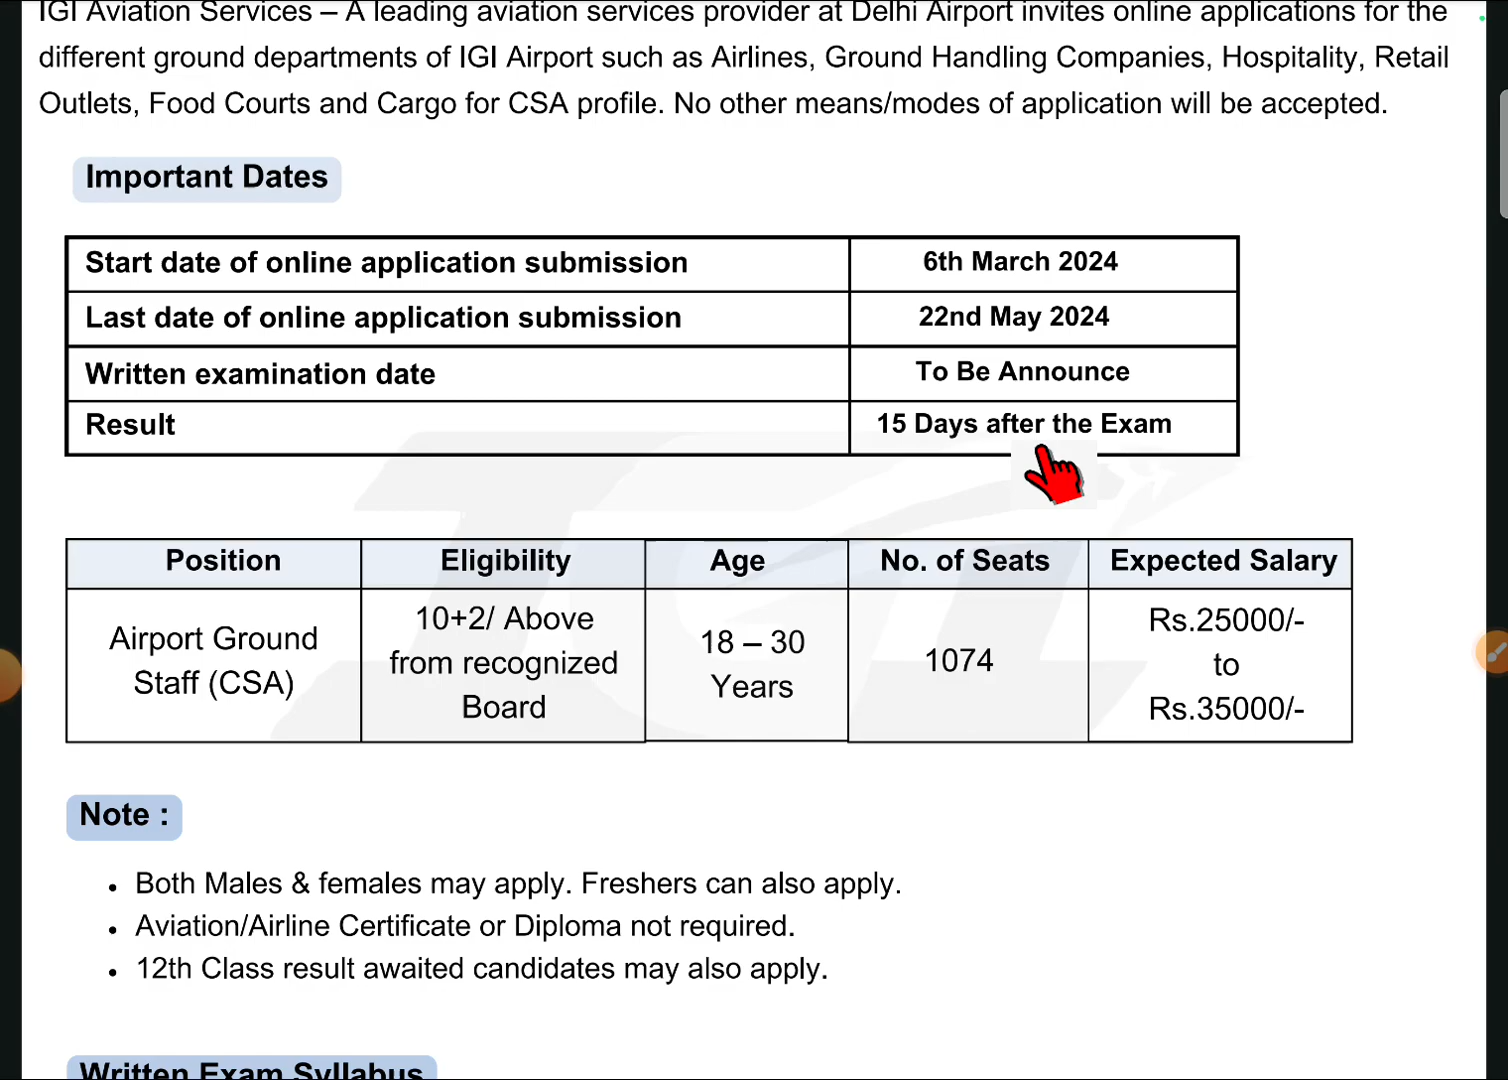 IGI Aviation Services – A leading aviation services provider at Delhi Airport invites online applications for the
different ground departments of IGI Airport such as Airlines, Ground Handling Companies, Hospitality, Retail
Outlets, Food Courts and Cargo for CSA profile. No other means/modes of application will be accepted.
Important Dates
Start date of online application submission 6th March 2024
Last date of online application submission 22nd May 2024
Written examination date To Be Announce
Result 15 Days after the Exam
Position Eligibility Age No. of Seats Expected Salary
Airport Ground
Staff (CSA)
10+2/ Above
from recognized
Board
18 – 30
Years
1074
Rs.25000/-
to
Rs.35000/-
Note :
• Both Males & females may apply. Freshers can also apply.
• Aviation/Airline Certificate or Diploma not required.
• 12th Class result awaited candidates may also apply.
Written Exam Syllabus